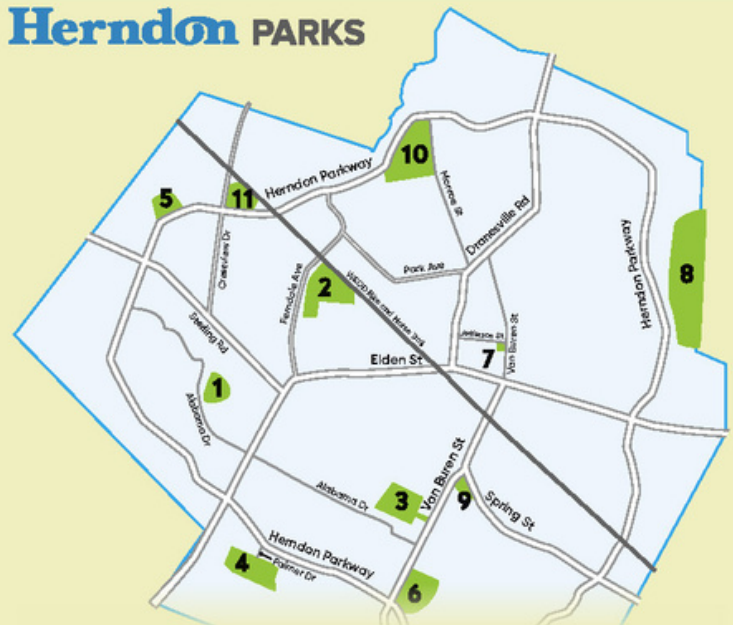 Herndon PARKS
10
Herndon Parkway
5
11
Monroe St
Dranesville Rd
Herndon Parkway
Crestview Dr
Park Ave
8
2
Ferndale Ave
W&OD Bike and Horse Trail
Sterling Rd
Jefferson St
Van Buren St
7
Elden St
1
Alabama Dr
Van Buren St
3
9
Alabama Dr
Spring St
Herndon Parkway
4
Palmer Dr
6